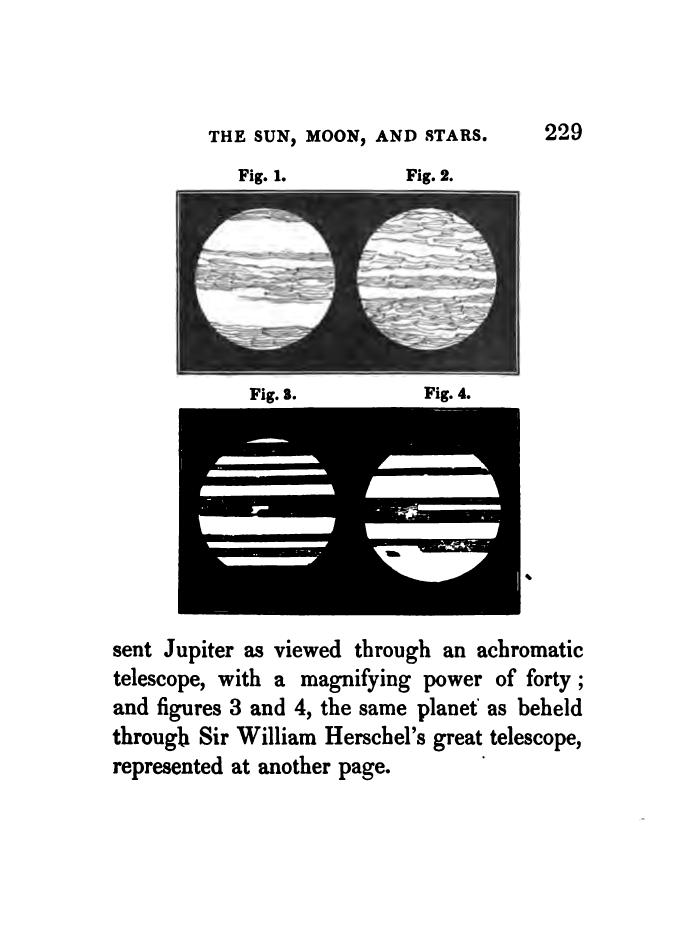 THE SUN, MOON, AND STARS. 229
Fig. 1. Fig. 2.
Fig. 3. Fig. 4.
sent Jupiter as viewed through an achromatic
telescope, with a magnifying power of forty ;
and figures 3 and 4, the same planet as beheld
through Sir William Herschel's great telescope,
represented at another page.